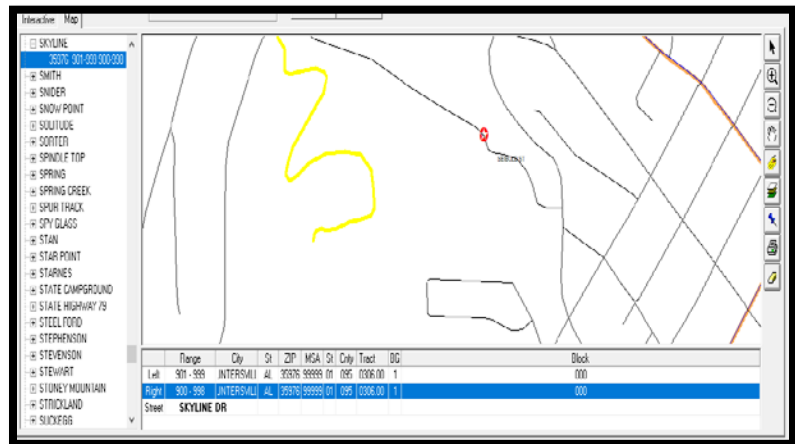 Interactive Map
SKYLINE
35976 901-999 900-998
SMITH
SNIDER
SNOW POINT
SOLITUDE
SORTER
SPINDLE TOP
SPRING
SPRING CREEK
SPUR TRACK
SPY GLASS
STAN
STAR POINT
STARNES
STATE CAMPGROUND
STATE HIGHWAY 79
STEEL FORD
STEPHENSON
STEVENSON
STEWART
STONEY MOUNTAIN
STRICKLAND
SUCKEGG
Range City St ZIP MSA St Cnty Tract BG Block
Left 901 - 999 JNTERSVILL AL 35976 99999 01 095 0306.00 1 000
Right 900 - 998 JNTERSVILL AL 35976 99999 01 095 0306.00 1 000
Street SKYLINE DR